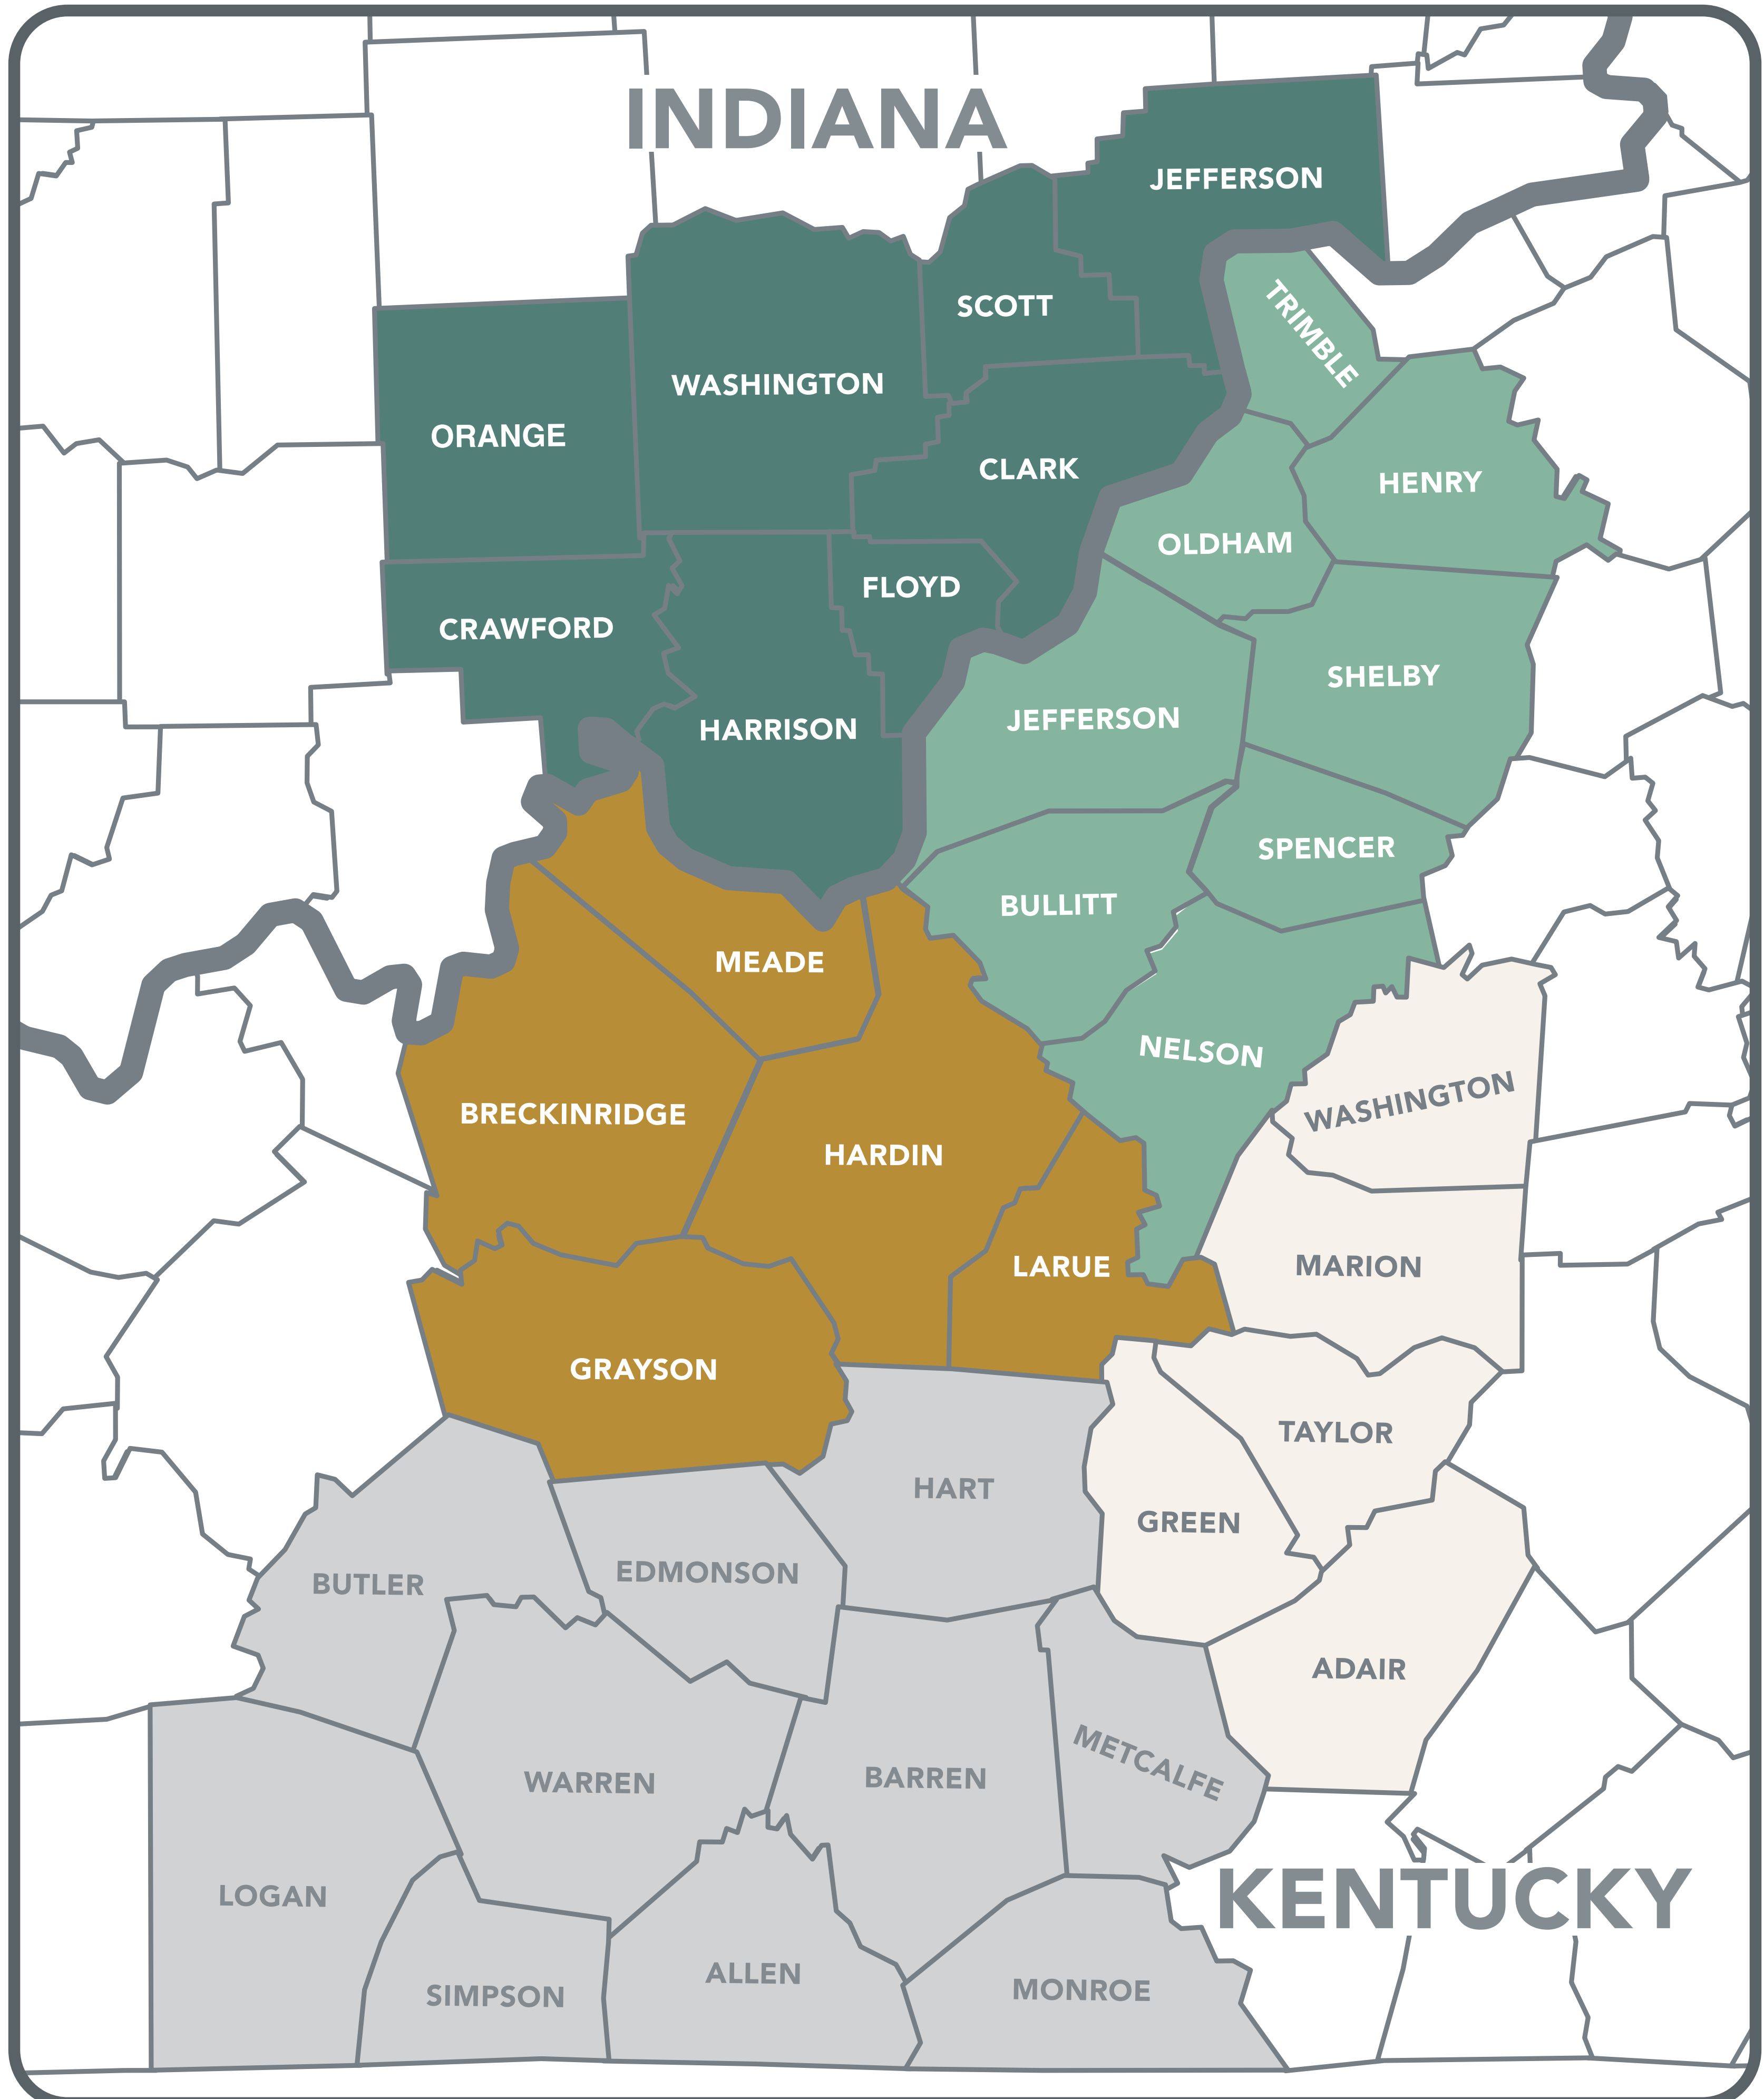 INDIANA
JEFFERSON
SCOTT
TRIMBLE
WASHINGTON
ORANGE
CLARK
HENRY
OLDHAM
FLOYD
CRAWFORD
SHELBY
JEFFERSON
HARRISON
SPENCER
BULLITT
MEADE
NELSON
WASHINGTON
BRECKINRIDGE
HARDIN
LARUE
MARION
GRAYSON
TAYLOR
HART
GREEN
EDMONSON
BUTLER
ADAIR
METCALFE
BARREN
WARREN
LOGAN
KENTUCKY
ALLEN
MONROE
SIMPSON